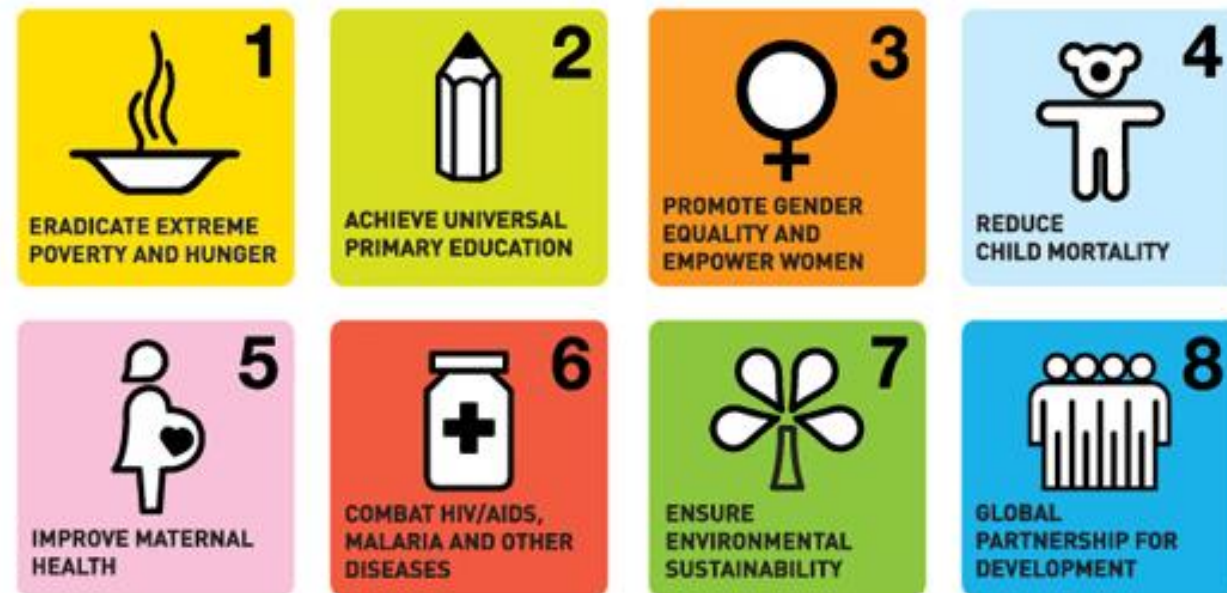 1
ERADICATE EXTREME
POVERTY AND HUNGER
2
ACHIEVE UNIVERSAL
PRIMARY EDUCATION
3
PROMOTE GENDER
EQUALITY AND
EMPOWER WOMEN
4
REDUCE
CHILD MORTALITY
5
IMPROVE MATERNAL
HEALTH
6
COMBAT HIV/AIDS,
MALARIA AND OTHER
DISEASES
7
ENSURE
ENVIRONMENTAL
SUSTAINABILITY
8
GLOBAL
PARTNERSHIP FOR
DEVELOPMENT